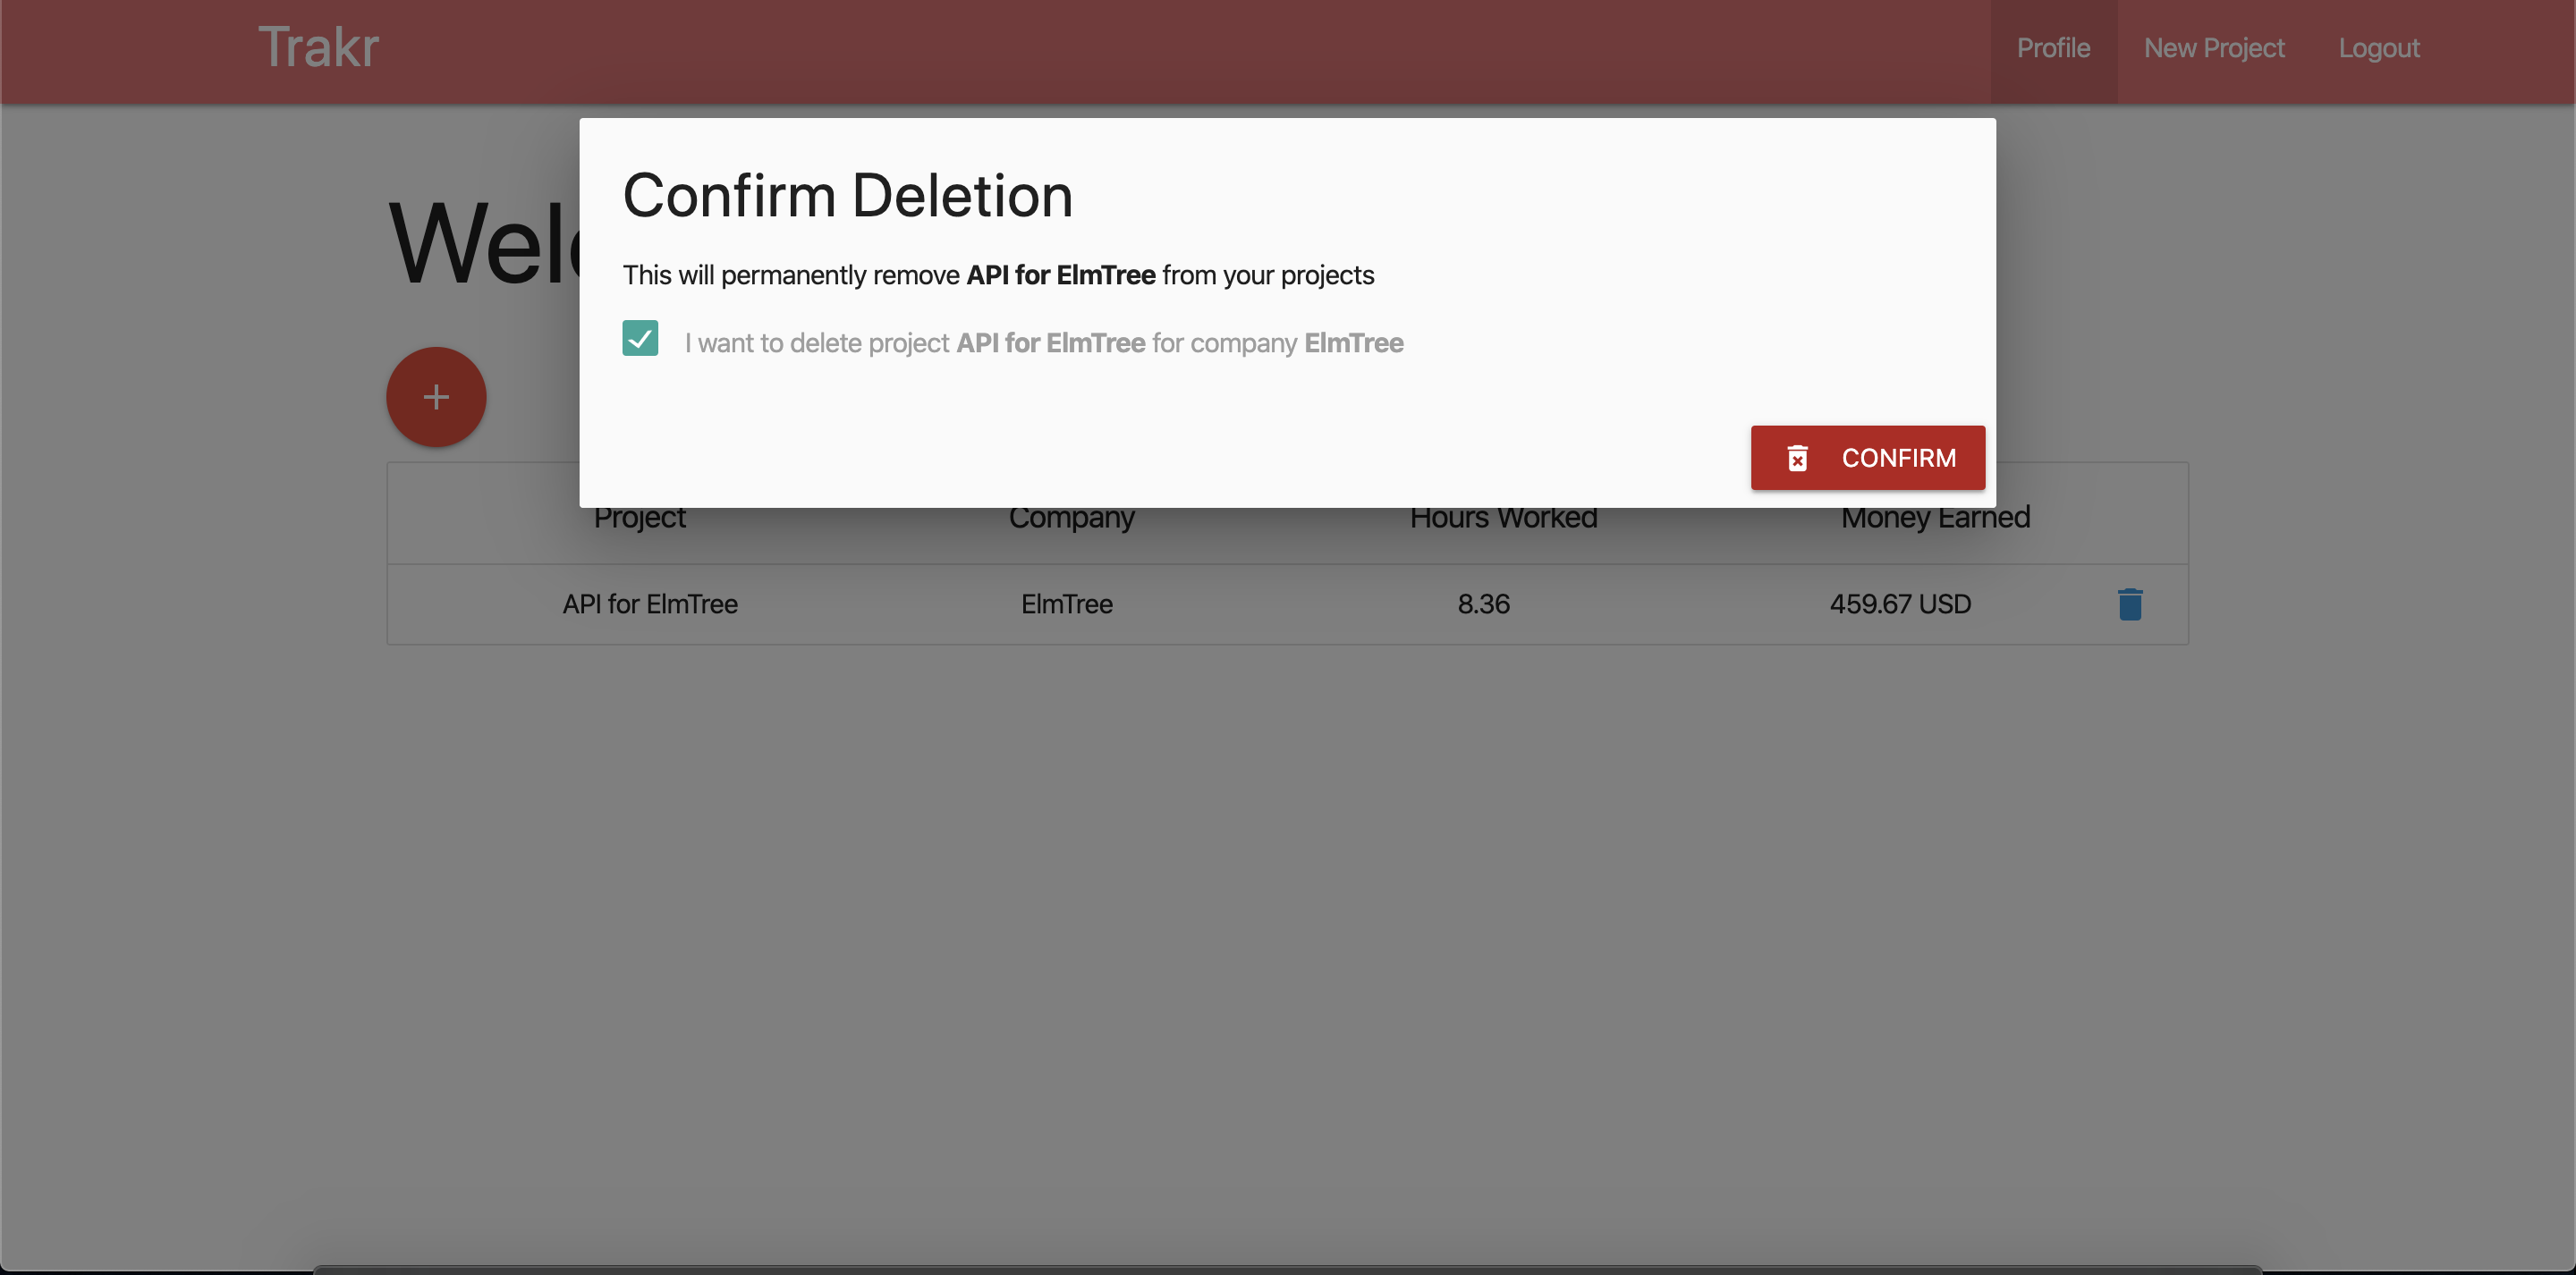 Trakr
Profile
New Project
Logout
Confirm Deletion
This will permanently remove API for ElmTree from your projects
I want to delete project API for ElmTree for company ElmTree
CONFIRM
Project Company Hours Worked Money Earned
API for ElmTree ElmTree 8.36 459.67 USD